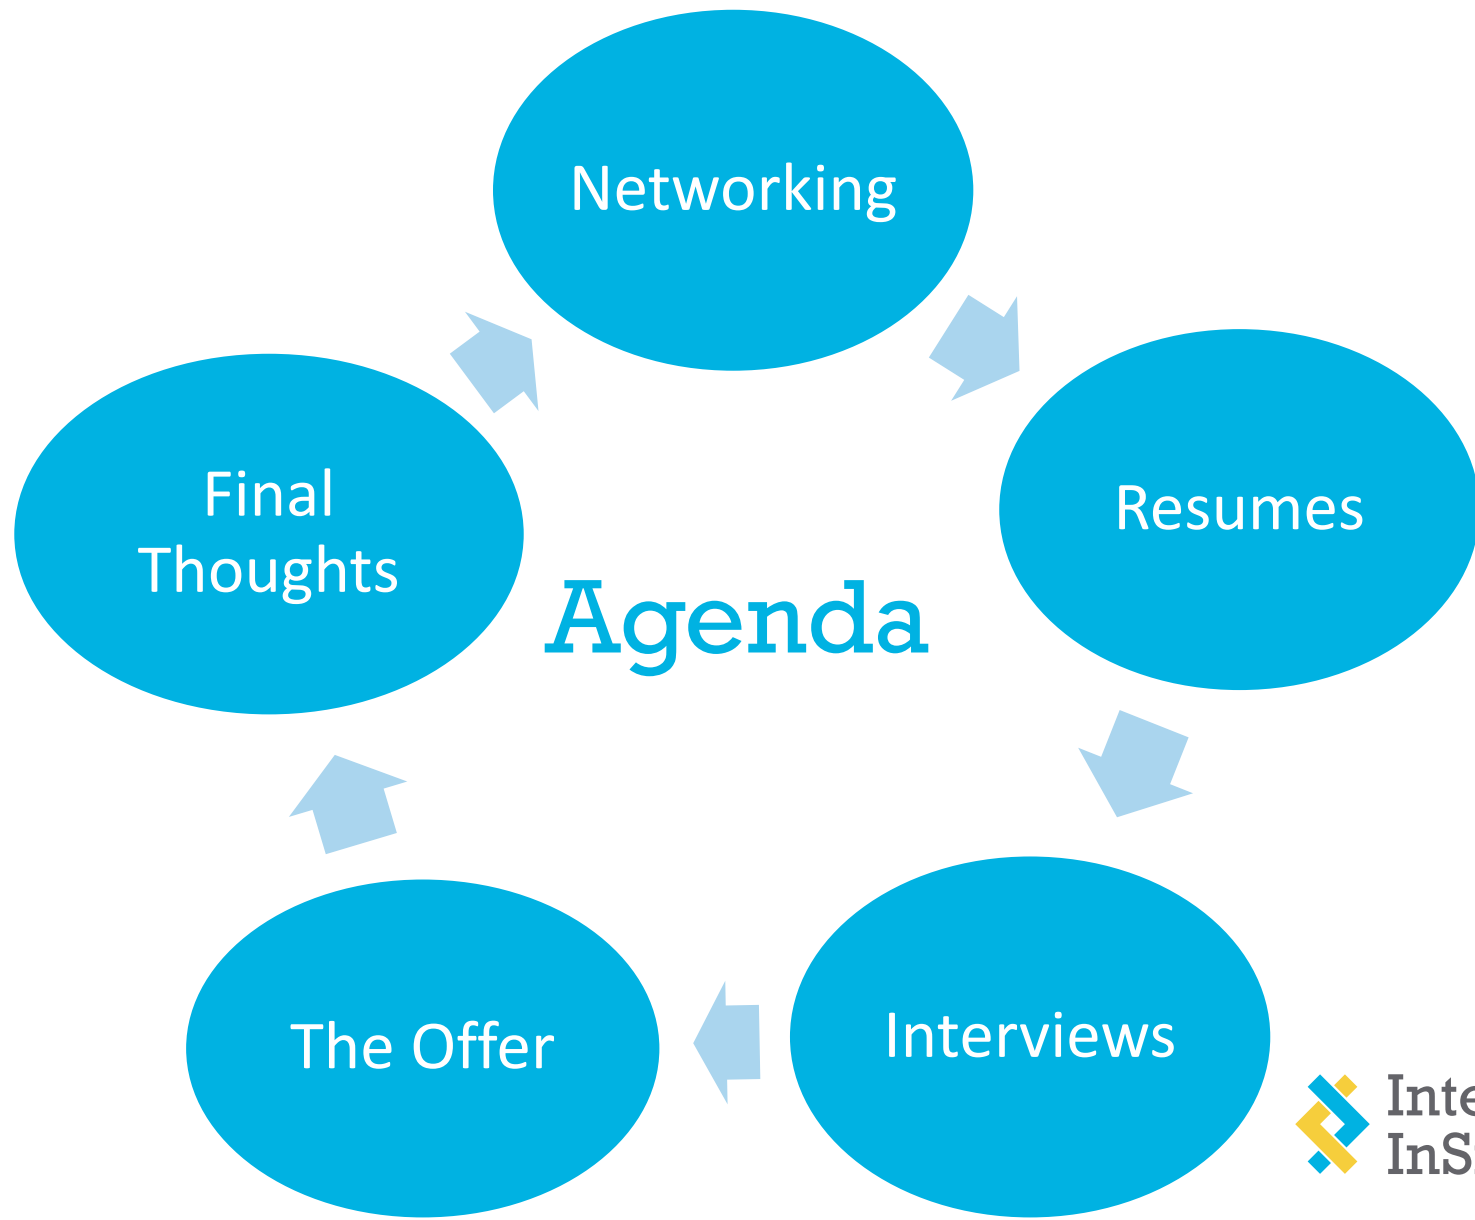 Networking
Resumes
Interviews
The Offer
Final
Thoughts
Agenda